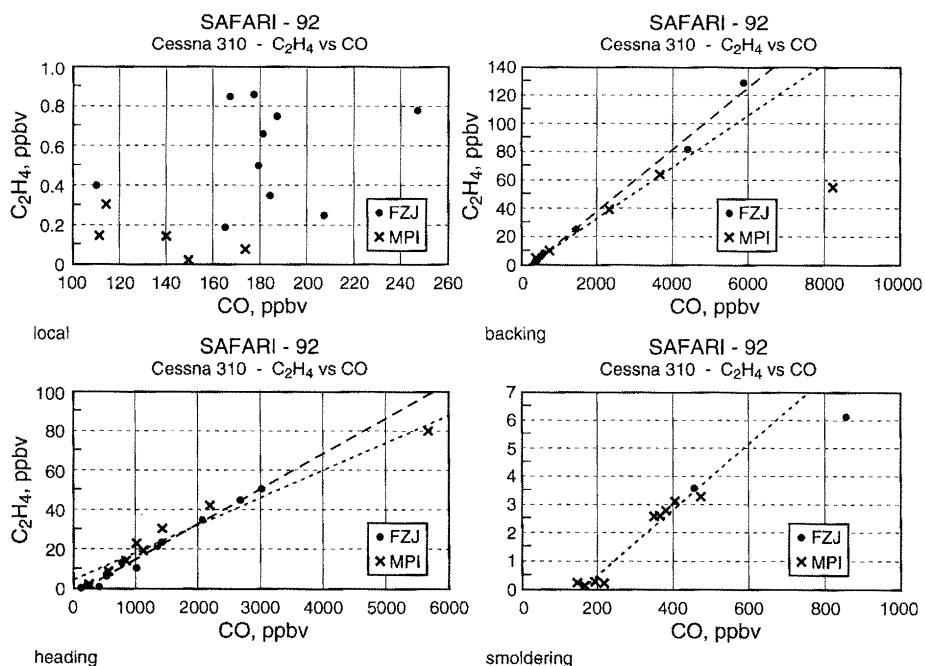 SAFARI - 92
Cessna 310 - C₂H₄ vs CO
C₂H₄, ppbv
1.0
0.8
0.6
0.4
0.2
0
100 120 140 160 180 200 220 240 260
CO, ppbv
FZJ
MPI
local
SAFARI - 92
Cessna 310 - C₂H₄ vs CO
C₂H₄, ppbv
140
120
100
80
60
40
20
0
0 2000 4000 6000 8000 10000
CO, ppbv
FZJ
MPI
backing
SAFARI - 92
Cessna 310 - C₂H₄ vs CO
C₂H₄, ppbv
100
80
60
40
20
0
0 1000 2000 3000 4000 5000 6000
CO, ppbv
FZJ
MPI
heading
SAFARI - 92
Cessna 310 - C₂H₄ vs CO
C₂H₄, ppbv
7
6
5
4
3
2
1
0
0 200 400 600 800 1000
CO, ppbv
FZJ
MPI
smoldering